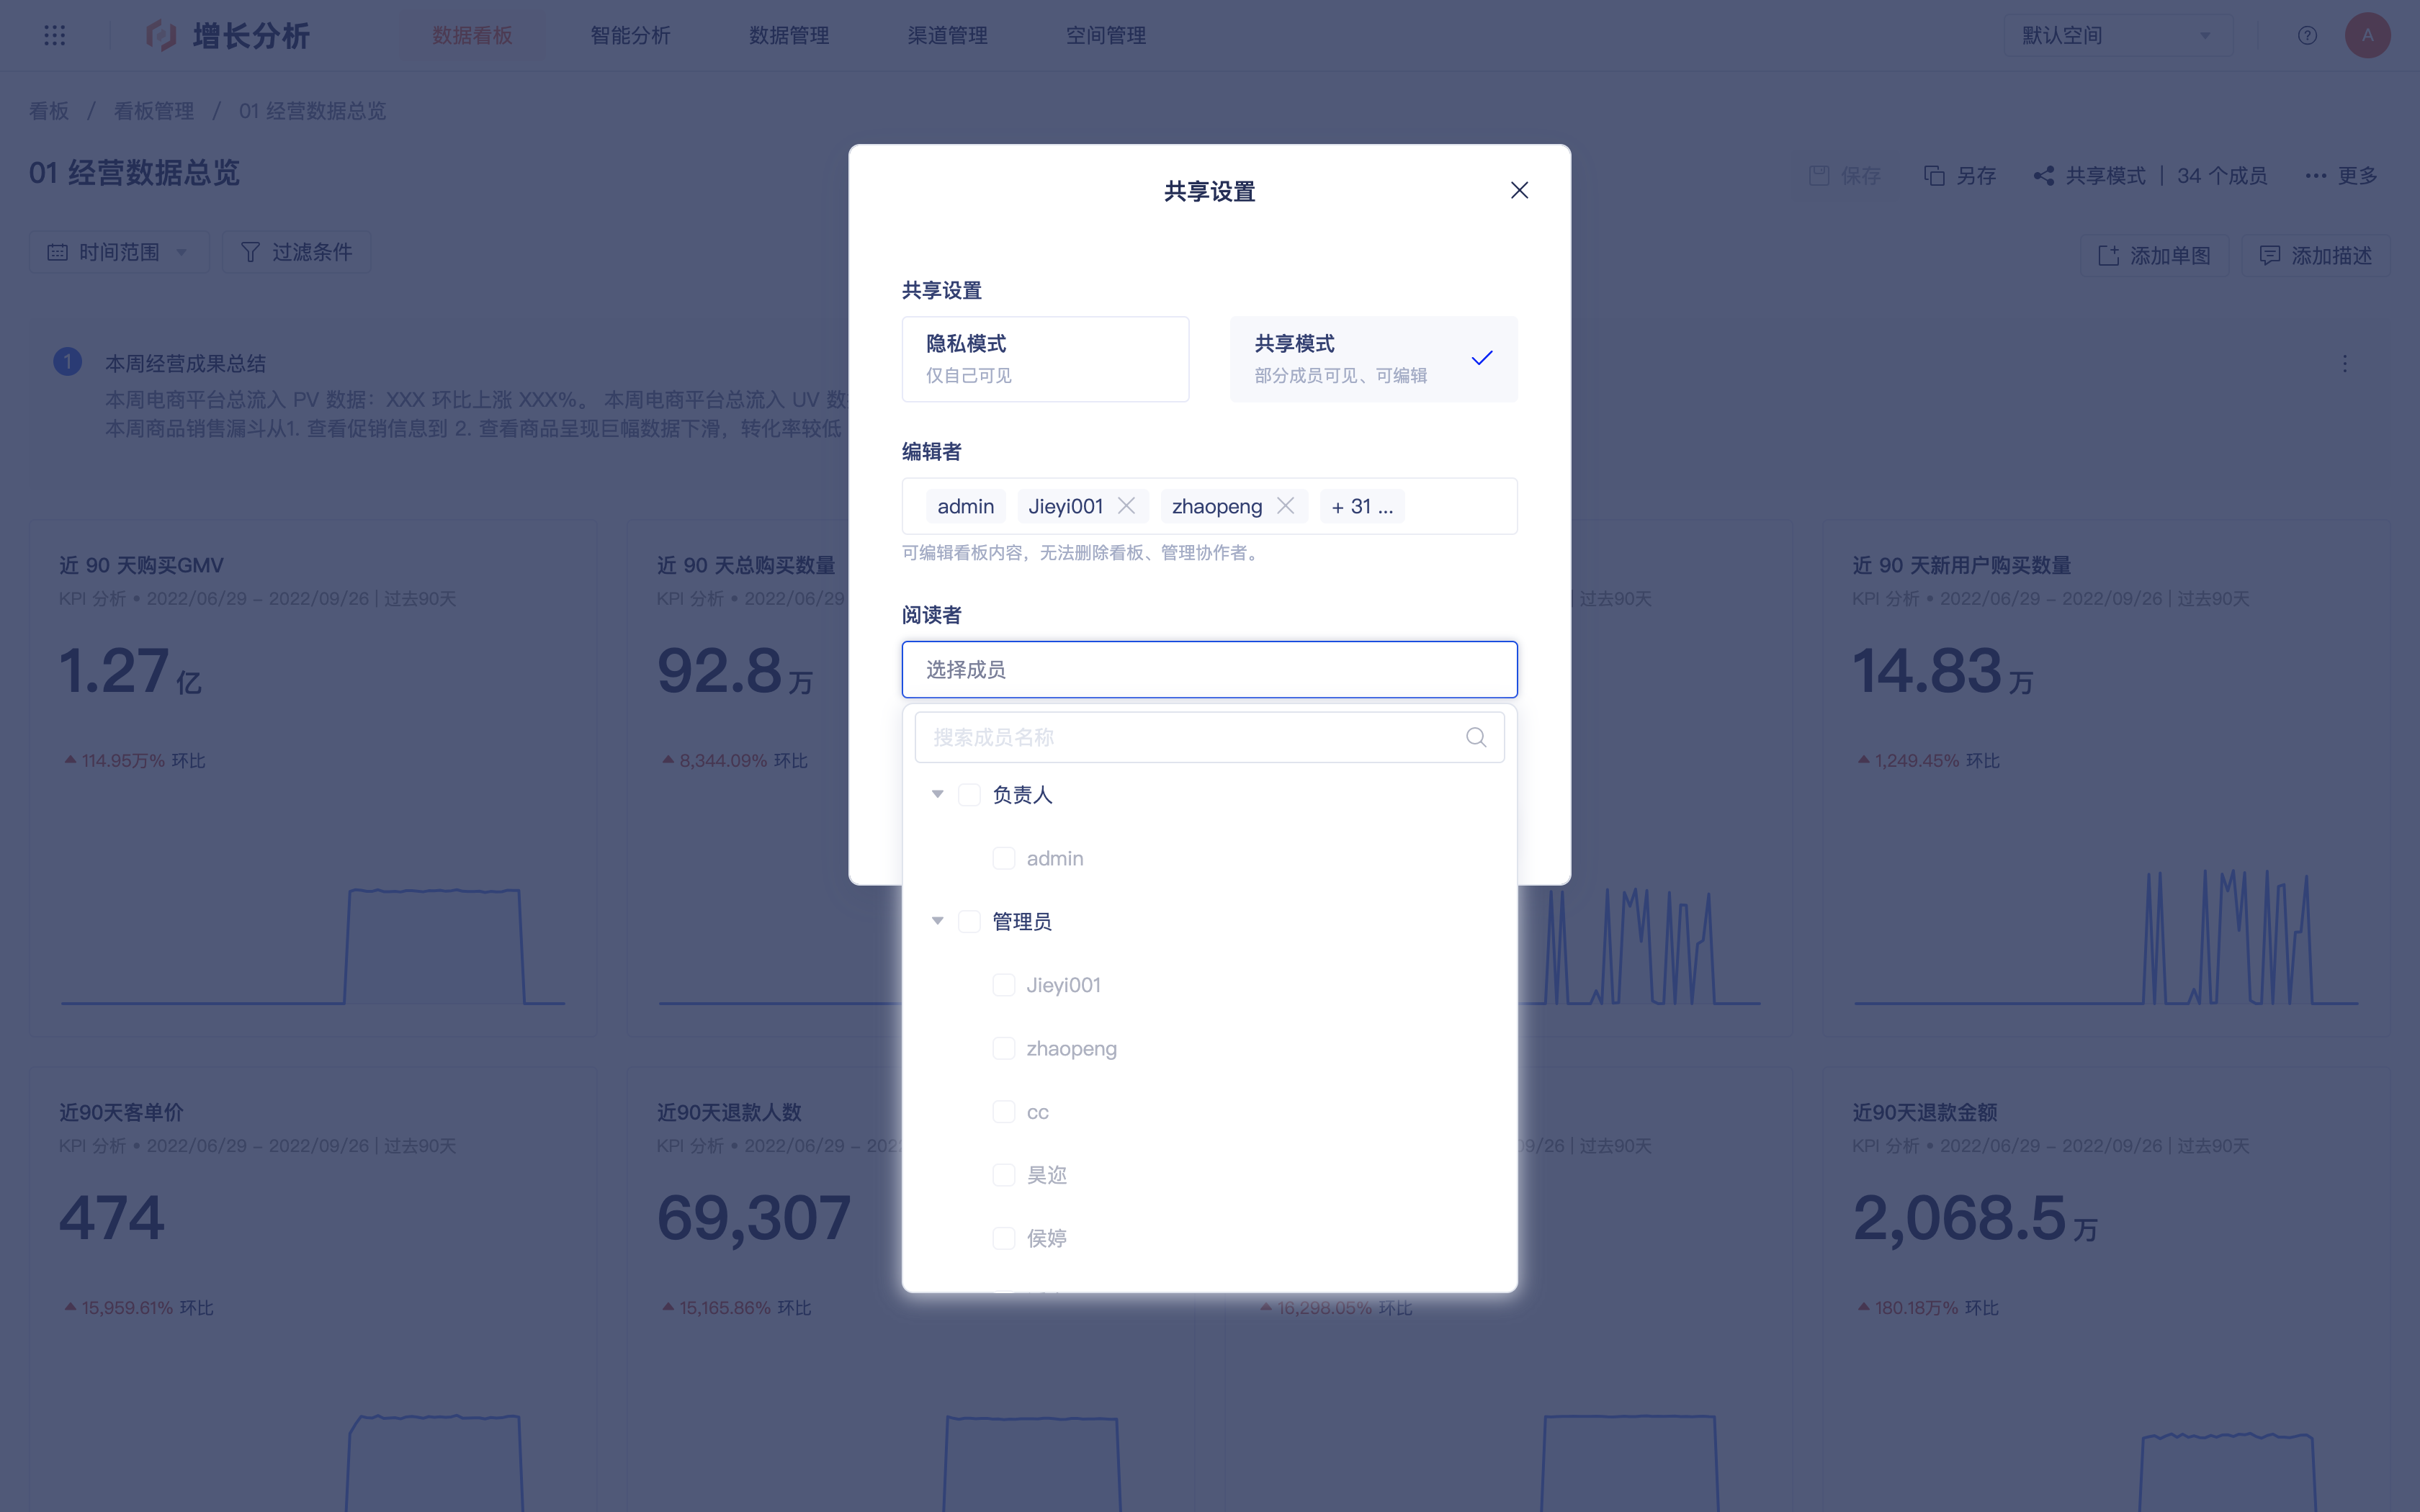 增长分析
数据看板
智能分析
数据管理
渠道管理
空间管理
默认空间
?
A
看板 / 看板管理 / 01 经营数据总览
01 经营数据总览
保存
另存
共享模式 | 34 个成员
更多
时间范围
过滤条件
添加单图
添加描述
1
本周经营成果总结
本周电商平台总流入 PV 数据：XXX 环比上涨 XXX%。 本周电商平台总流入 UV 数
本周商品销售漏斗从1. 查看促销信息到 2. 查看商品呈现巨幅数据下滑，转化率较低
共享设置
共享设置
隐私模式
仅自己可见
共享模式
部分成员可见、可编辑
编辑者
admin
Jieyi001
zhaopeng
+ 31 ...
可编辑看板内容，无法删除看板、管理协作者。
阅读者
选择成员
搜索成员名称
负责人
admin
管理员
Jieyi001
zhaopeng
cc
吴迩
侯婷
近 90 天购买GMV
KPI 分析 • 2022/06/29 – 2022/09/26 | 过去90天
1.27 亿
114.95万% 环比
近 90 天总购买数量
KPI 分析 • 2022/06/29
92.8 万
8,344.09% 环比
| 过去90天
近 90 天新用户购买数量
KPI 分析 • 2022/06/29 – 2022/09/26 | 过去90天
14.83 万
1,249.45% 环比
近90天客单价
KPI 分析 • 2022/06/29 – 2022/09/26 | 过去90天
474
15,959.61% 环比
近90天退款人数
KPI 分析 • 2022/06/29 – 202
69,307
15,165.86% 环比
09/26 | 过去90天
16,298.05% 环比
近90天退款金额
KPI 分析 • 2022/06/29 – 2022/09/26 | 过去90天
2,068.5 万
180.18万% 环比